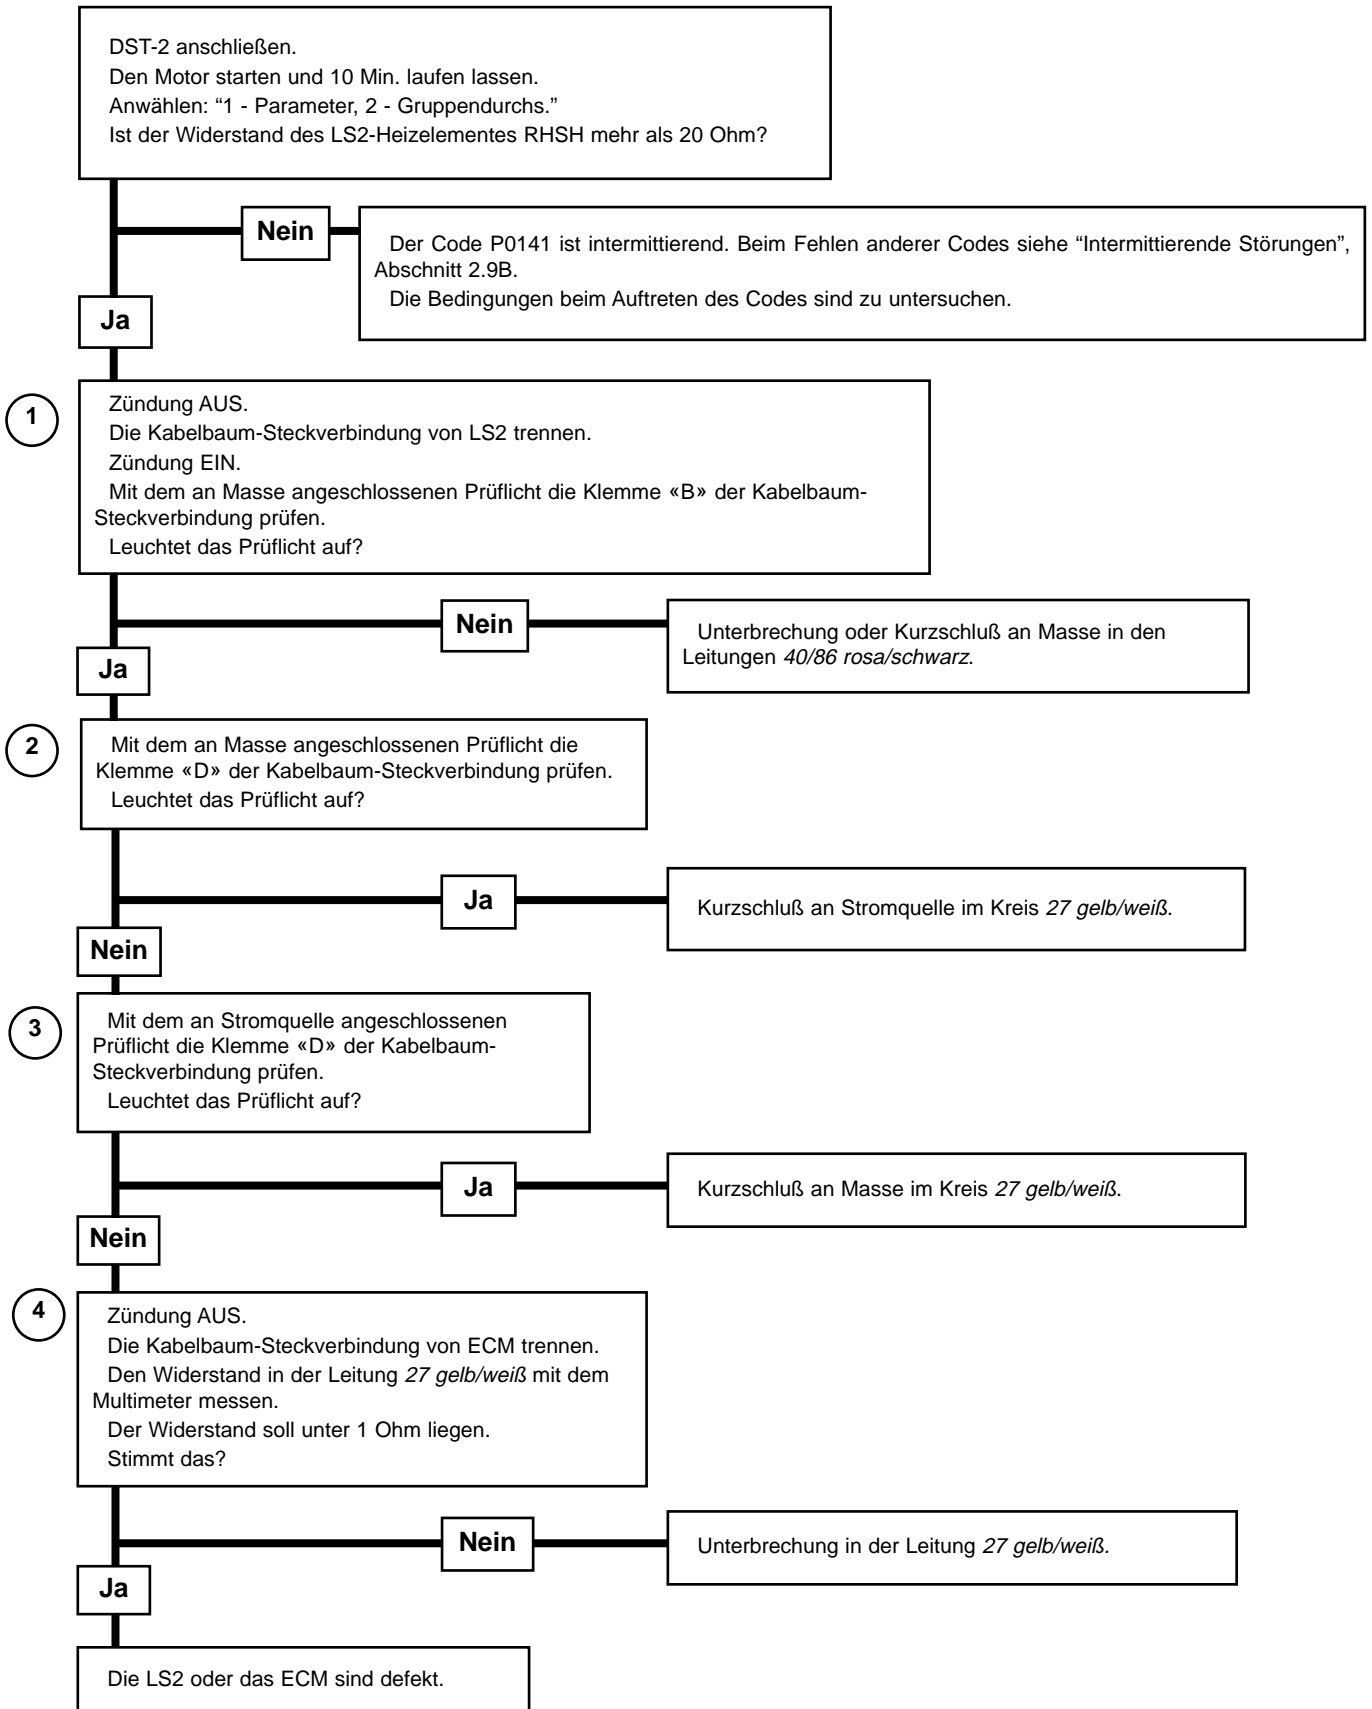 DST-2 anschließen.
Den Motor starten und 10 Min. laufen lassen.
Anwählen: “1 - Parameter, 2 - Gruppendurchs.”
Ist der Widerstand des LS2-Heizelementes RHSH mehr als 20 Ohm?
Nein
Der Code P0141 ist intermittierend. Beim Fehlen anderer Codes siehe “Intermittierende Störungen”,
Abschnitt 2.9B.
Die Bedingungen beim Auftreten des Codes sind zu untersuchen.
Ja
1
Zündung AUS.
Die Kabelbaum-Steckverbindung von LS2 trennen.
Zündung EIN.
Mit dem an Masse angeschlossenen Prüflicht die Klemme «B» der Kabelbaum-
Steckverbindung prüfen.
Leuchtet das Prüflicht auf?
Nein
Unterbrechung oder Kurzschluß an Masse in den
Leitungen 40/86 rosa/schwarz.
Ja
2
Mit dem an Masse angeschlossenen Prüflicht die
Klemme «D» der Kabelbaum-Steckverbindung prüfen.
Leuchtet das Prüflicht auf?
Ja
Kurzschluß an Stromquelle im Kreis 27 gelb/weiß.
Nein
3
Mit dem an Stromquelle angeschlossenen
Prüflicht die Klemme «D» der Kabelbaum-
Steckverbindung prüfen.
Leuchtet das Prüflicht auf?
Ja
Kurzschluß an Masse im Kreis 27 gelb/weiß.
Nein
4
Zündung AUS.
Die Kabelbaum-Steckverbindung von ECM trennen.
Den Widerstand in der Leitung 27 gelb/weiß mit dem
Multimeter messen.
Der Widerstand soll unter 1 Ohm liegen.
Stimmt das?
Nein
Unterbrechung in der Leitung 27 gelb/weiß.
Ja
Die LS2 oder das ECM sind defekt.